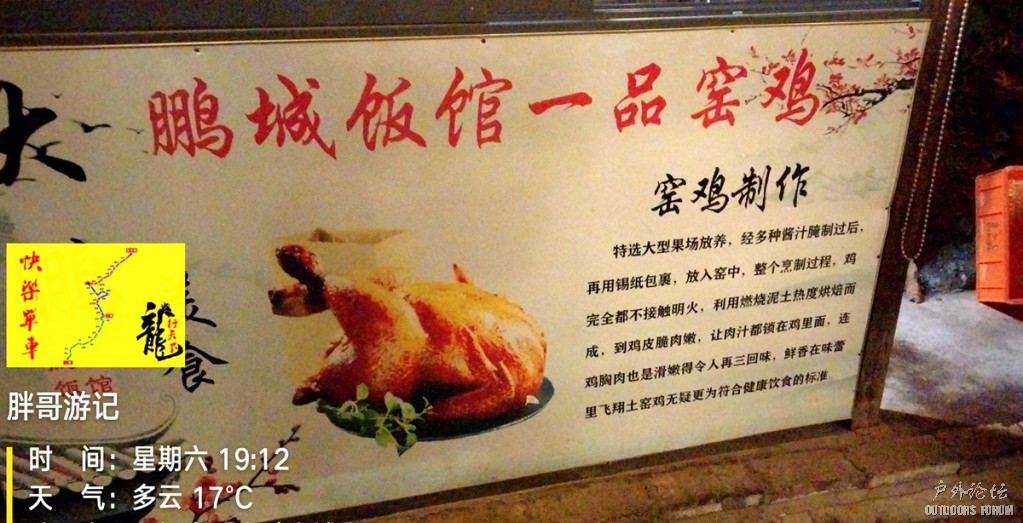 鹏城饭馆一品窑鸡
窑鸡制作
特选大型果场放养，经多种酱汁腌制过后，
再用锡纸包裹，放入窑中，整个烹制过程，鸡
完全都不接触明火，利用燃烧泥土热度烘焙而
成，到鸡皮脆肉嫩，让肉汁都锁在鸡里面，连
鸡胸肉也是滑嫩得令人再三回味，鲜香在味蕾
里飞翔土窑鸡无疑更为符合健康饮食的标准
快樂單車
龍
行天下
食
饭馆
胖哥游记
时 间：星期六 19:12
天 气：多云 17°C
户外论坛
OUTDOORS FORUM